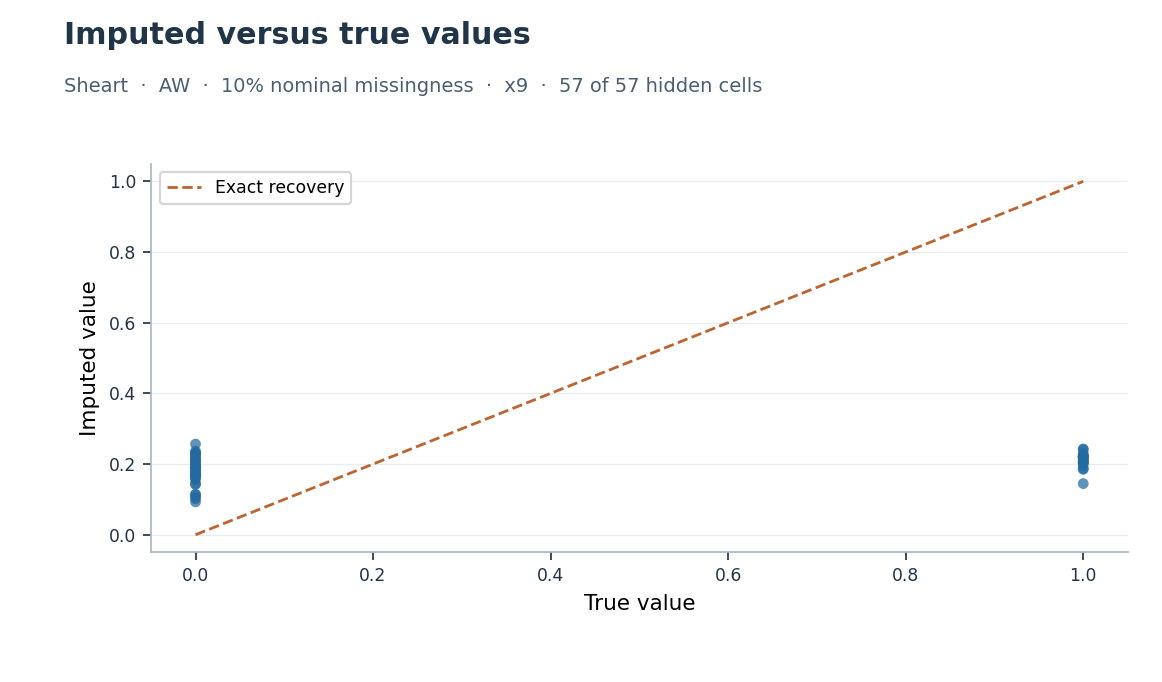 Imputed versus true values
Sheart · AW · 10% nominal missingness · x9 · 57 of 57 hidden cells
Exact recovery
1.0
0.8
0.6
0.4
0.2
0.0
Imputed value
0.0 0.2 0.4 0.6 0.8 1.0
True value